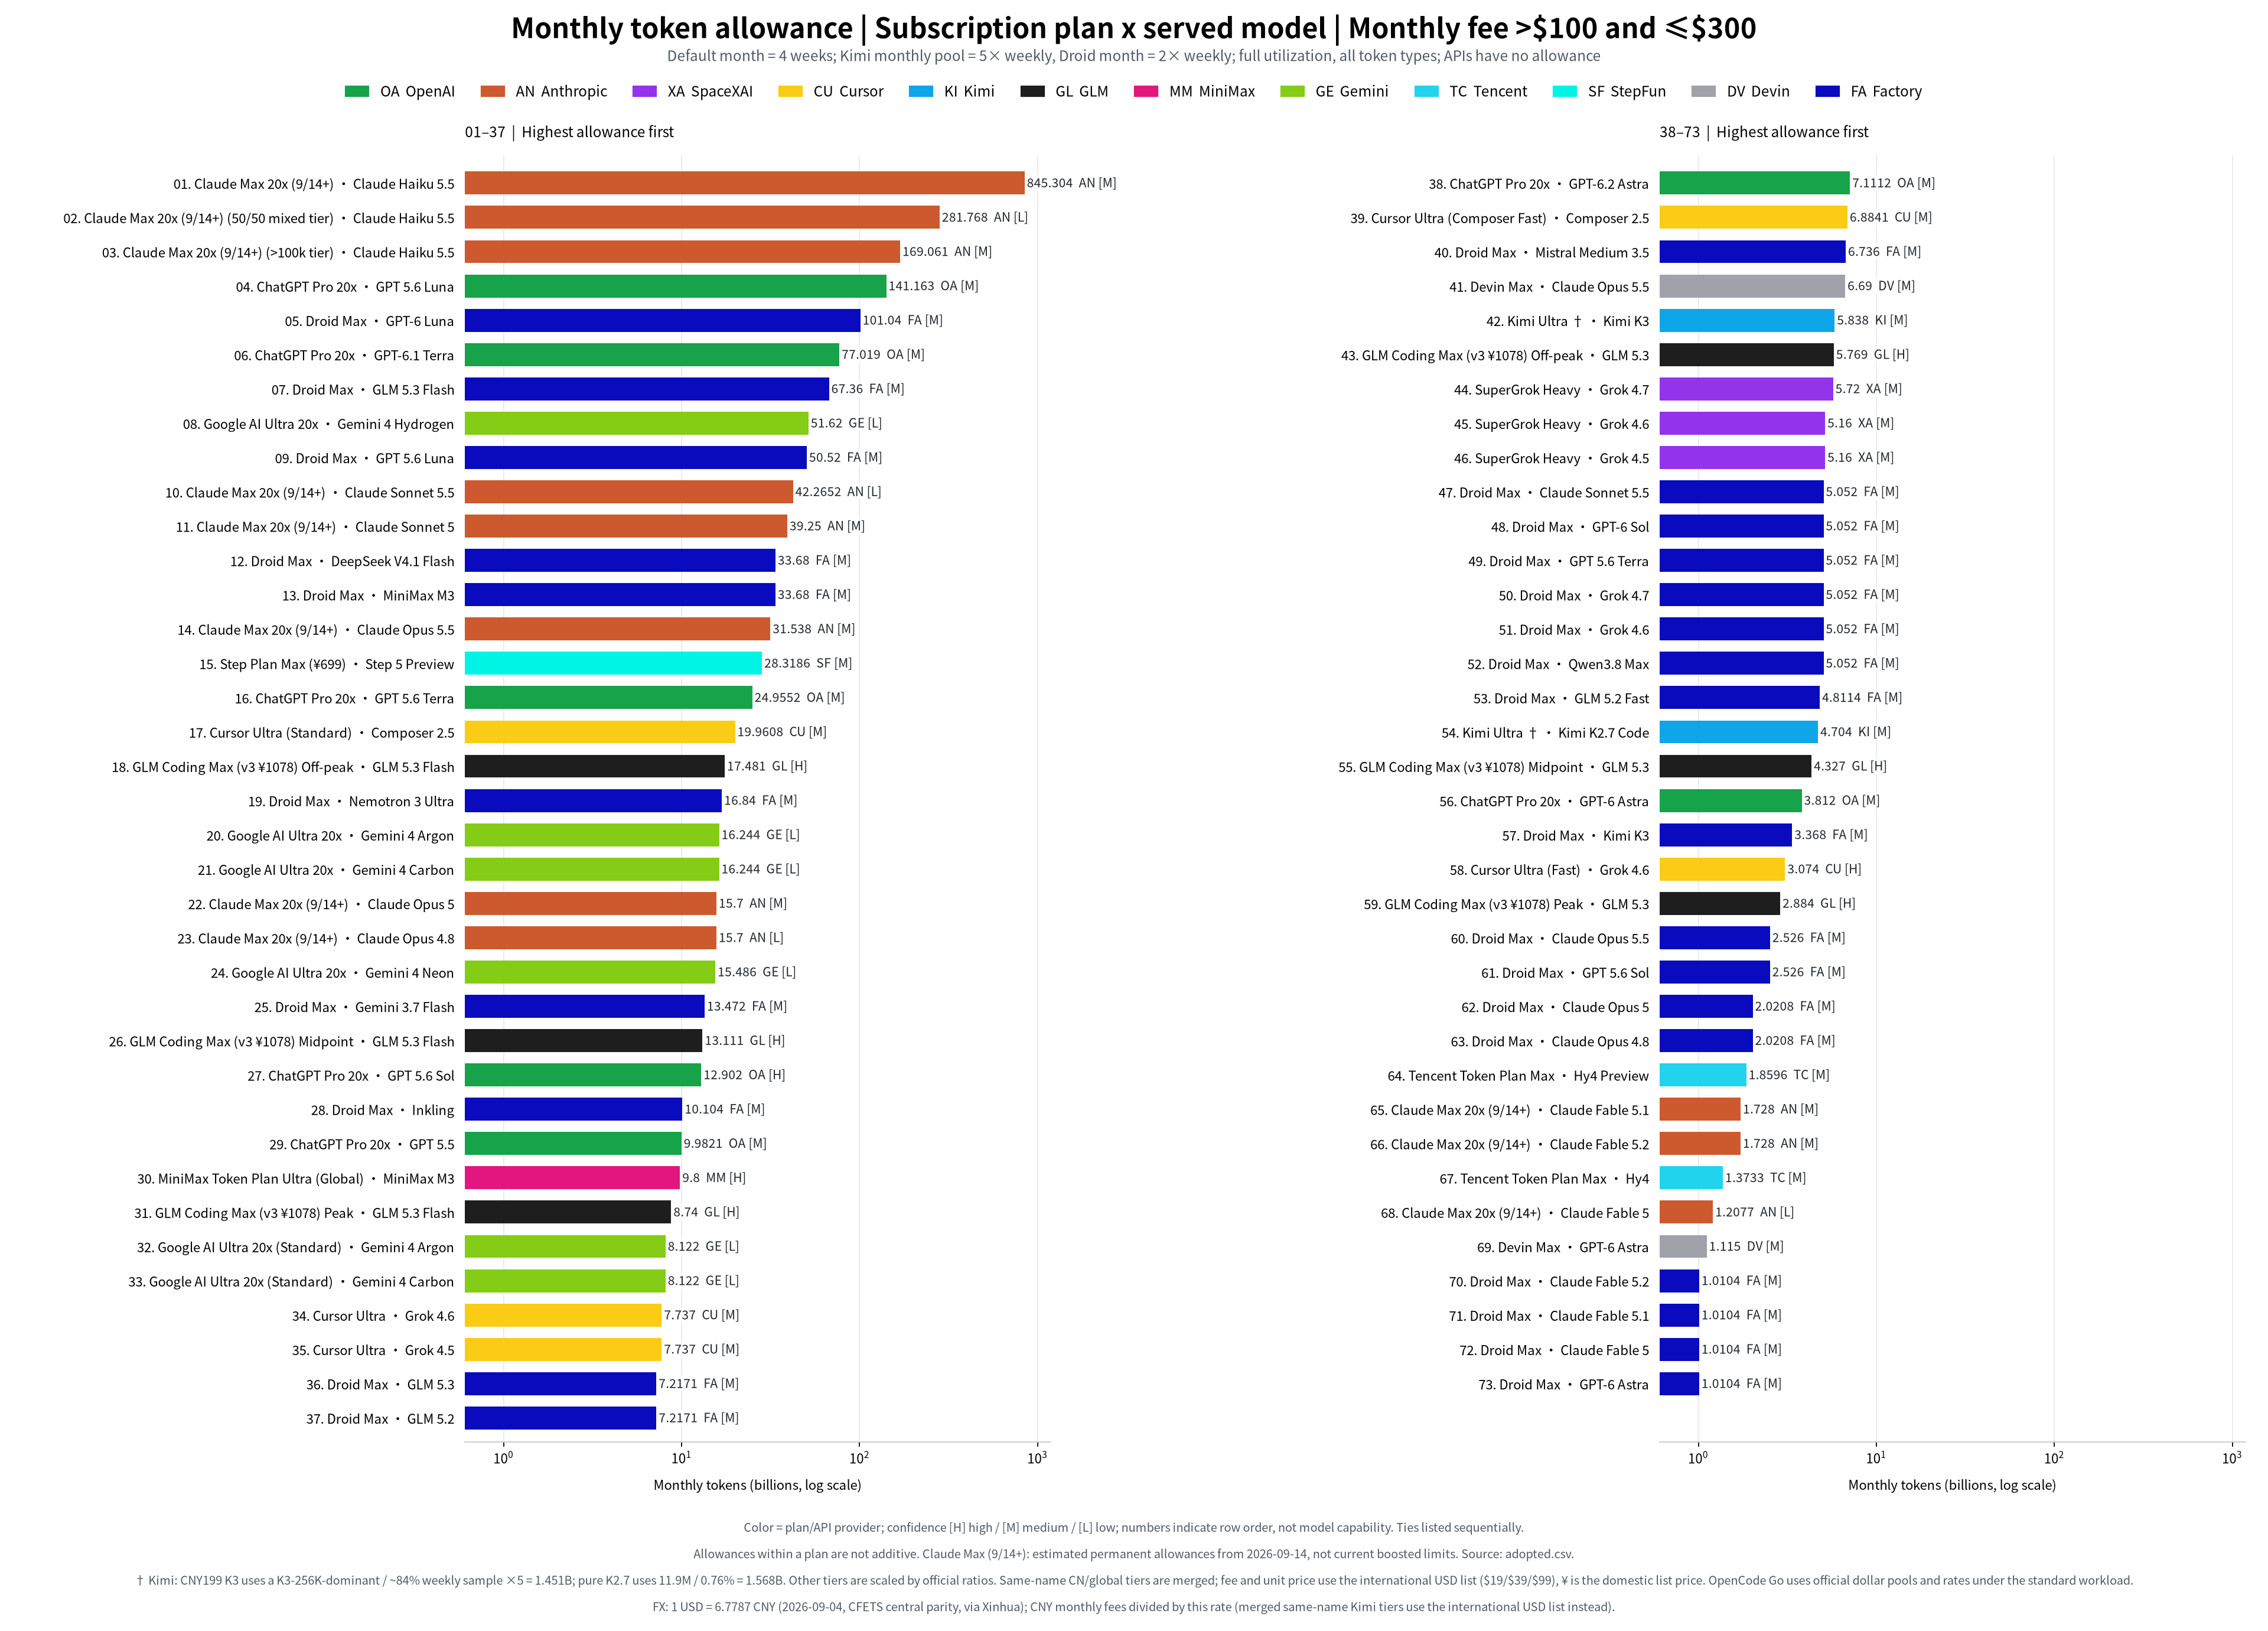 Monthly token allowance | Subscription plan x served model | Monthly fee >$100 and ⩽$300
Default month = 4 weeks; Kimi monthly pool = 5× weekly, Droid month = 2× weekly; full utilization, all token types; APIs have no allowance
OA OpenAI AN Anthropic XA SpaceXAI CU Cursor KI Kimi GL GLM MM MiniMax GE Gemini TC Tencent SF StepFun DV Devin FA Factory
01–37 | Highest allowance first
01. Claude Max 20x (9/14+) · Claude Haiku 5.5 845.304 AN [M]
02. Claude Max 20x (9/14+) (50/50 mixed tier) · Claude Haiku 5.5 281.768 AN [L]
03. Claude Max 20x (9/14+) (>100k tier) · Claude Haiku 5.5 169.061 AN [M]
04. ChatGPT Pro 20x · GPT 5.6 Luna 141.163 OA [M]
05. Droid Max · GPT-6 Luna 101.04 FA [M]
06. ChatGPT Pro 20x · GPT-6.1 Terra 77.019 OA [M]
07. Droid Max · GLM 5.3 Flash 67.36 FA [M]
08. Google AI Ultra 20x · Gemini 4 Hydrogen 51.62 GE [L]
09. Droid Max · GPT 5.6 Luna 50.52 FA [M]
10. Claude Max 20x (9/14+) · Claude Sonnet 5.5 42.2652 AN [L]
11. Claude Max 20x (9/14+) · Claude Sonnet 5 39.25 AN [M]
12. Droid Max · DeepSeek V4.1 Flash 33.68 FA [M]
13. Droid Max · MiniMax M3 33.68 FA [M]
14. Claude Max 20x (9/14+) · Claude Opus 5.5 31.538 AN [M]
15. Step Plan Max (¥699) · Step 5 Preview 28.3186 SF [M]
16. ChatGPT Pro 20x · GPT 5.6 Terra 24.9552 OA [M]
17. Cursor Ultra (Standard) · Composer 2.5 19.9608 CU [M]
18. GLM Coding Max (v3 ¥1078) Off-peak · GLM 5.3 Flash 17.481 GL [H]
19. Droid Max · Nemotron 3 Ultra 16.84 FA [M]
20. Google AI Ultra 20x · Gemini 4 Argon 16.244 GE [L]
21. Google AI Ultra 20x · Gemini 4 Carbon 16.244 GE [L]
22. Claude Max 20x (9/14+) · Claude Opus 5 15.7 AN [M]
23. Claude Max 20x (9/14+) · Claude Opus 4.8 15.7 AN [L]
24. Google AI Ultra 20x · Gemini 4 Neon 15.486 GE [L]
25. Droid Max · Gemini 3.7 Flash 13.472 FA [M]
26. GLM Coding Max (v3 ¥1078) Midpoint · GLM 5.3 Flash 13.111 GL [H]
27. ChatGPT Pro 20x · GPT 5.6 Sol 12.902 OA [H]
28. Droid Max · Inkling 10.104 FA [M]
29. ChatGPT Pro 20x · GPT 5.5 9.9821 OA [M]
30. MiniMax Token Plan Ultra (Global) · MiniMax M3 9.8 MM [H]
31. GLM Coding Max (v3 ¥1078) Peak · GLM 5.3 Flash 8.74 GL [H]
32. Google AI Ultra 20x (Standard) · Gemini 4 Argon 8.122 GE [L]
33. Google AI Ultra 20x (Standard) · Gemini 4 Carbon 8.122 GE [L]
34. Cursor Ultra · Grok 4.6 7.737 CU [M]
35. Cursor Ultra · Grok 4.5 7.737 CU [M]
36. Droid Max · GLM 5.3 7.2171 FA [M]
37. Droid Max · GLM 5.2 7.2171 FA [M]
10⁰ 10¹ 10² 10³
Monthly tokens (billions, log scale)
38–73 | Highest allowance first
38. ChatGPT Pro 20x · GPT-6.2 Astra 7.1112 OA [M]
39. Cursor Ultra (Composer Fast) · Composer 2.5 6.8841 CU [M]
40. Droid Max · Mistral Medium 3.5 6.736 FA [M]
41. Devin Max · Claude Opus 5.5 6.69 DV [M]
42. Kimi Ultra † · Kimi K3 5.838 KI [M]
43. GLM Coding Max (v3 ¥1078) Off-peak · GLM 5.3 5.769 GL [H]
44. SuperGrok Heavy · Grok 4.7 5.72 XA [M]
45. SuperGrok Heavy · Grok 4.6 5.16 XA [M]
46. SuperGrok Heavy · Grok 4.5 5.16 XA [M]
47. Droid Max · Claude Sonnet 5.5 5.052 FA [M]
48. Droid Max · GPT-6 Sol 5.052 FA [M]
49. Droid Max · GPT 5.6 Terra 5.052 FA [M]
50. Droid Max · Grok 4.7 5.052 FA [M]
51. Droid Max · Grok 4.6 5.052 FA [M]
52. Droid Max · Qwen3.8 Max 5.052 FA [M]
53. Droid Max · GLM 5.2 Fast 4.8114 FA [M]
54. Kimi Ultra † · Kimi K2.7 Code 4.704 KI [M]
55. GLM Coding Max (v3 ¥1078) Midpoint · GLM 5.3 4.327 GL [H]
56. ChatGPT Pro 20x · GPT-6 Astra 3.812 OA [M]
57. Droid Max · Kimi K3 3.368 FA [M]
58. Cursor Ultra (Fast) · Grok 4.6 3.074 CU [H]
59. GLM Coding Max (v3 ¥1078) Peak · GLM 5.3 2.884 GL [H]
60. Droid Max · Claude Opus 5.5 2.526 FA [M]
61. Droid Max · GPT 5.6 Sol 2.526 FA [M]
62. Droid Max · Claude Opus 5 2.0208 FA [M]
63. Droid Max · Claude Opus 4.8 2.0208 FA [M]
64. Tencent Token Plan Max · Hy4 Preview 1.8596 TC [M]
65. Claude Max 20x (9/14+) · Claude Fable 5.1 1.728 AN [M]
66. Claude Max 20x (9/14+) · Claude Fable 5.2 1.728 AN [M]
67. Tencent Token Plan Max · Hy4 1.3733 TC [M]
68. Claude Max 20x (9/14+) · Claude Fable 5 1.2077 AN [L]
69. Devin Max · GPT-6 Astra 1.115 DV [M]
70. Droid Max · Claude Fable 5.2 1.0104 FA [M]
71. Droid Max · Claude Fable 5.1 1.0104 FA [M]
72. Droid Max · Claude Fable 5 1.0104 FA [M]
73. Droid Max · GPT-6 Astra 1.0104 FA [M]
10⁰ 10¹ 10² 10³
Monthly tokens (billions, log scale)
Color = plan/API provider; confidence [H] high / [M] medium / [L] low; numbers indicate row order, not model capability. Ties listed sequentially.
Allowances within a plan are not additive. Claude Max (9/14+): estimated permanent allowances from 2026-09-14, not current boosted limits. Source: adopted.csv.
† Kimi: CNY199 K3 uses a K3-256K-dominant / ~84% weekly sample ×5 = 1.451B; pure K2.7 uses 11.9M / 0.76% = 1.568B. Other tiers are scaled by official ratios. Same-name CN/global tiers are merged; fee and unit price use the international USD list ($19/$39/$99), ¥ is the domestic list price. OpenCode Go uses official dollar pools and rates under the standard workload.
FX: 1 USD = 6.7787 CNY (2026-09-04, CFETS central parity, via Xinhua); CNY monthly fees divided by this rate (merged same-name Kimi tiers use the international USD list instead).